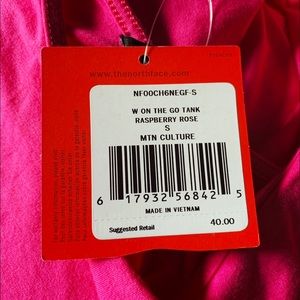 www.thenorthface.com
NF00CH6NEGF-S
W ON THE GO TANK
RASPBERRY ROSE
S
MTN CULTURE
6 17932 56842 5
MADE IN VIETNAM
Suggested Retail
40.00